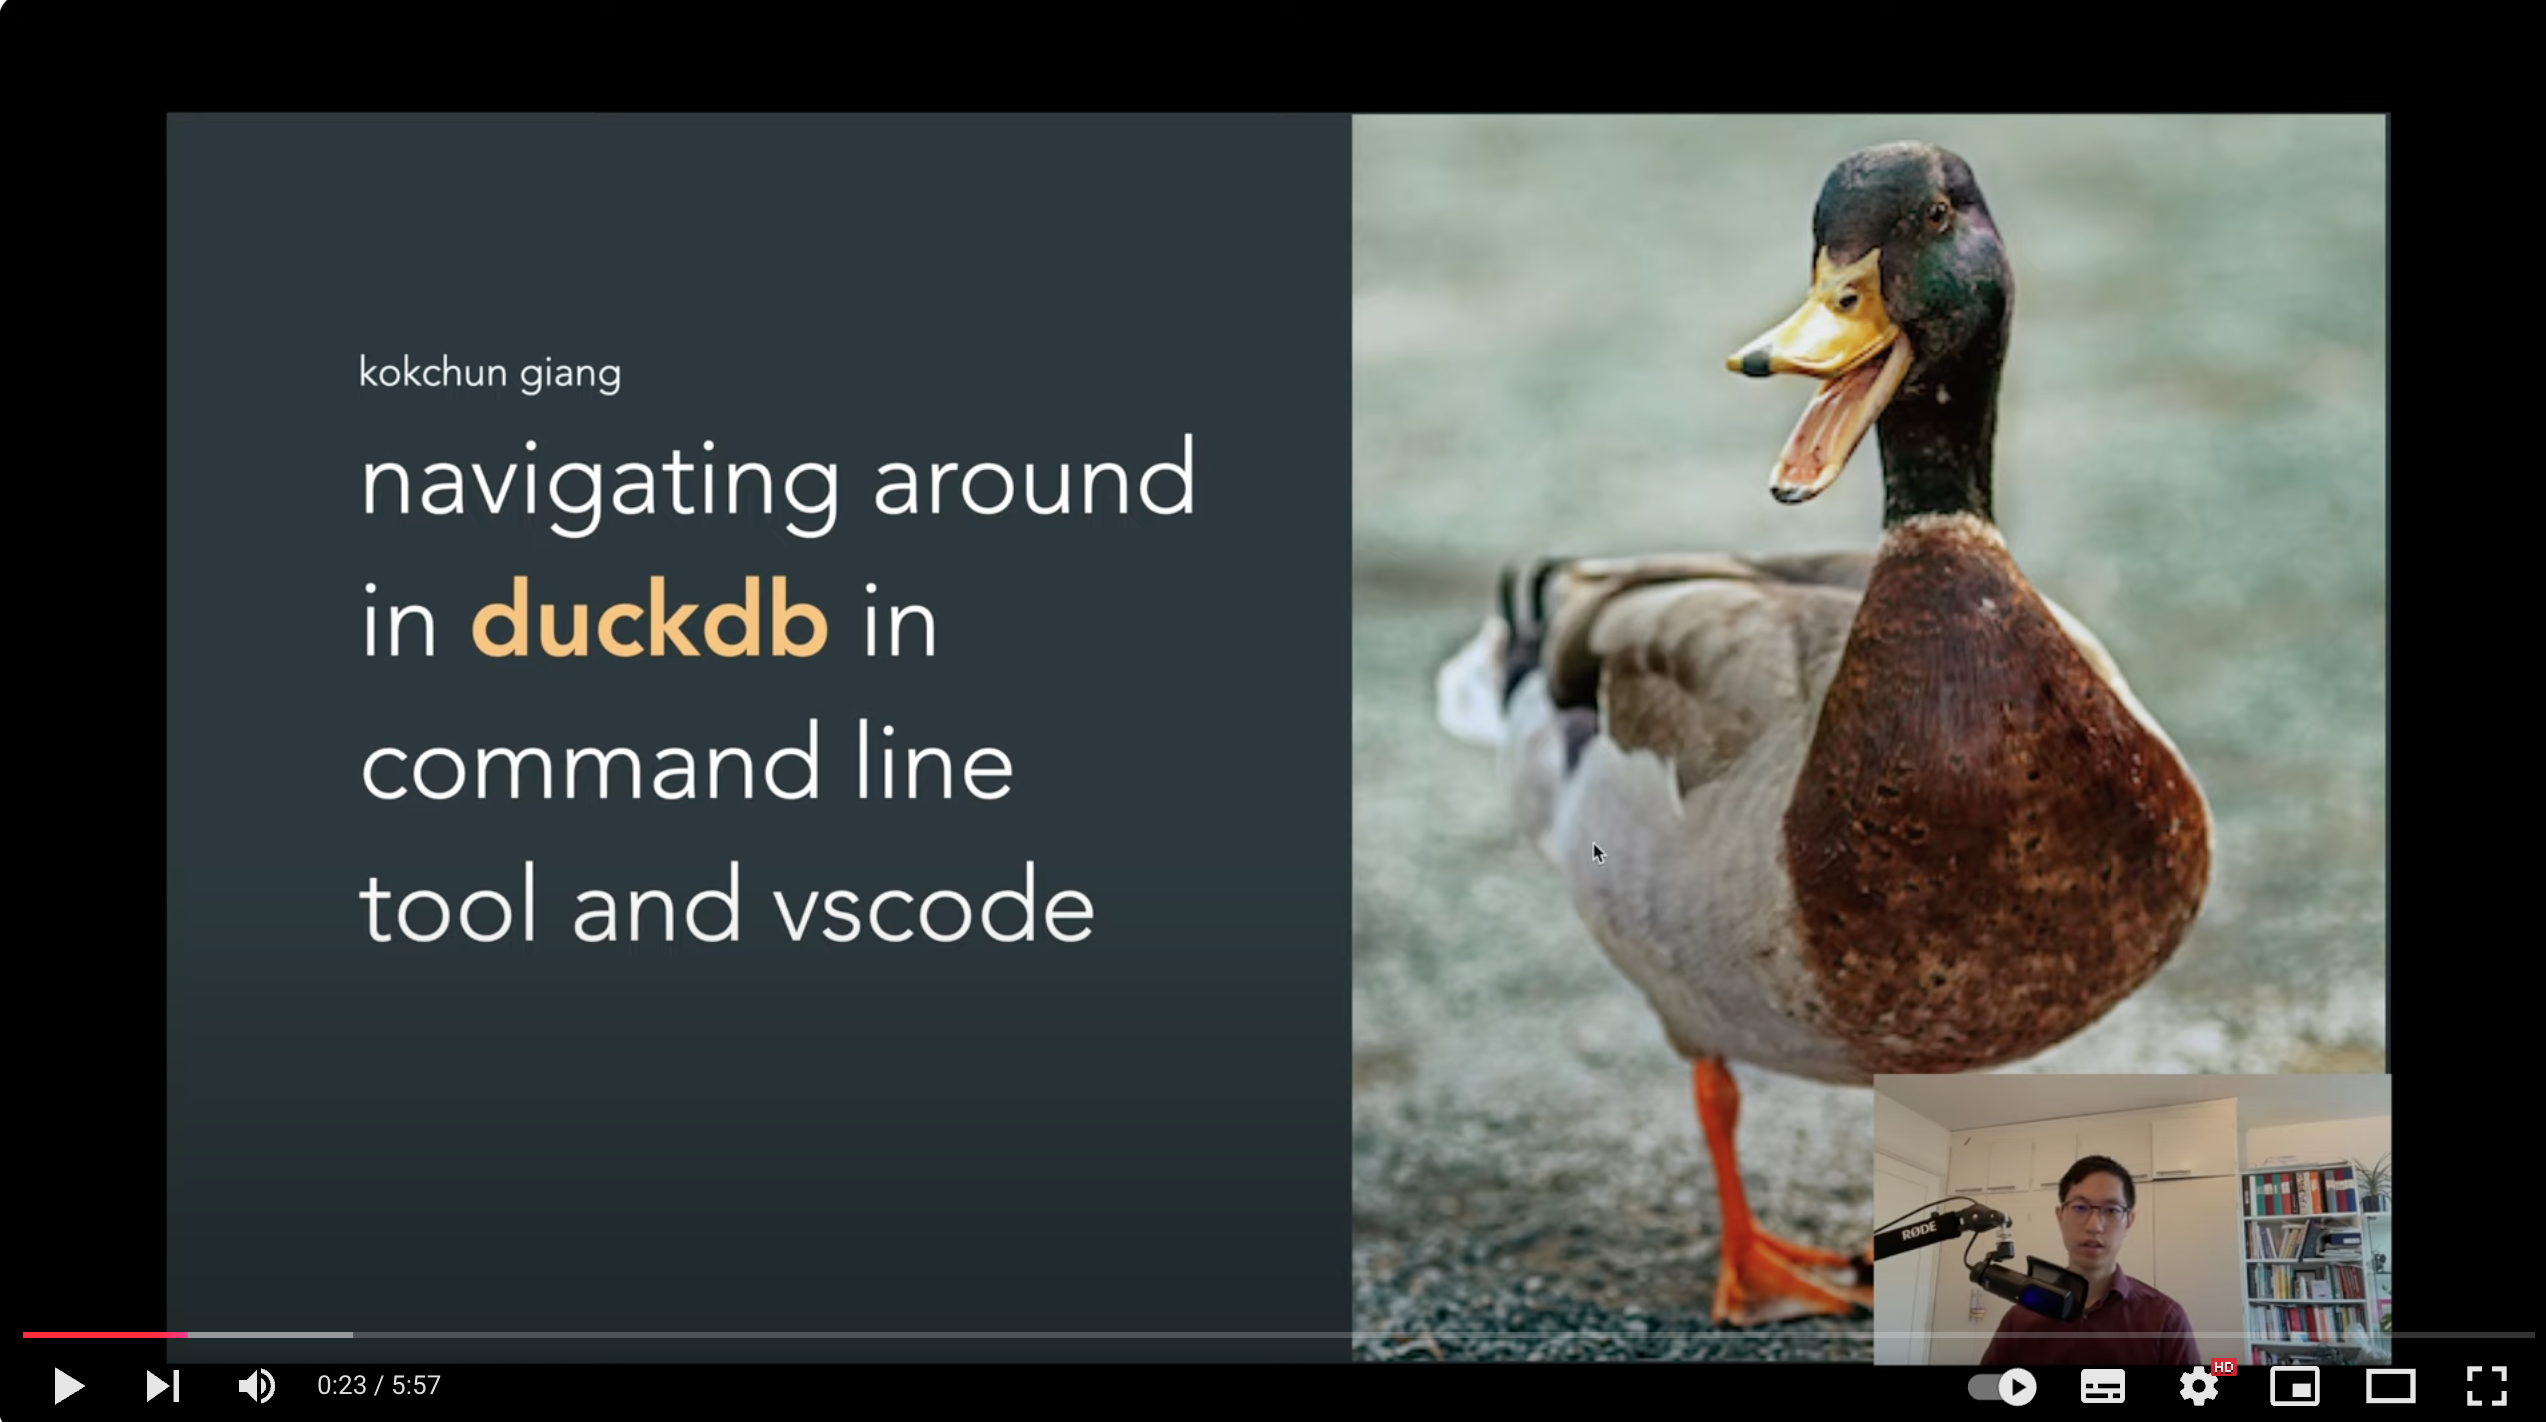 kokchun giang
navigating around
in duckdb in
command line
tool and vscode
RØDE
0:23 / 5:57
HD